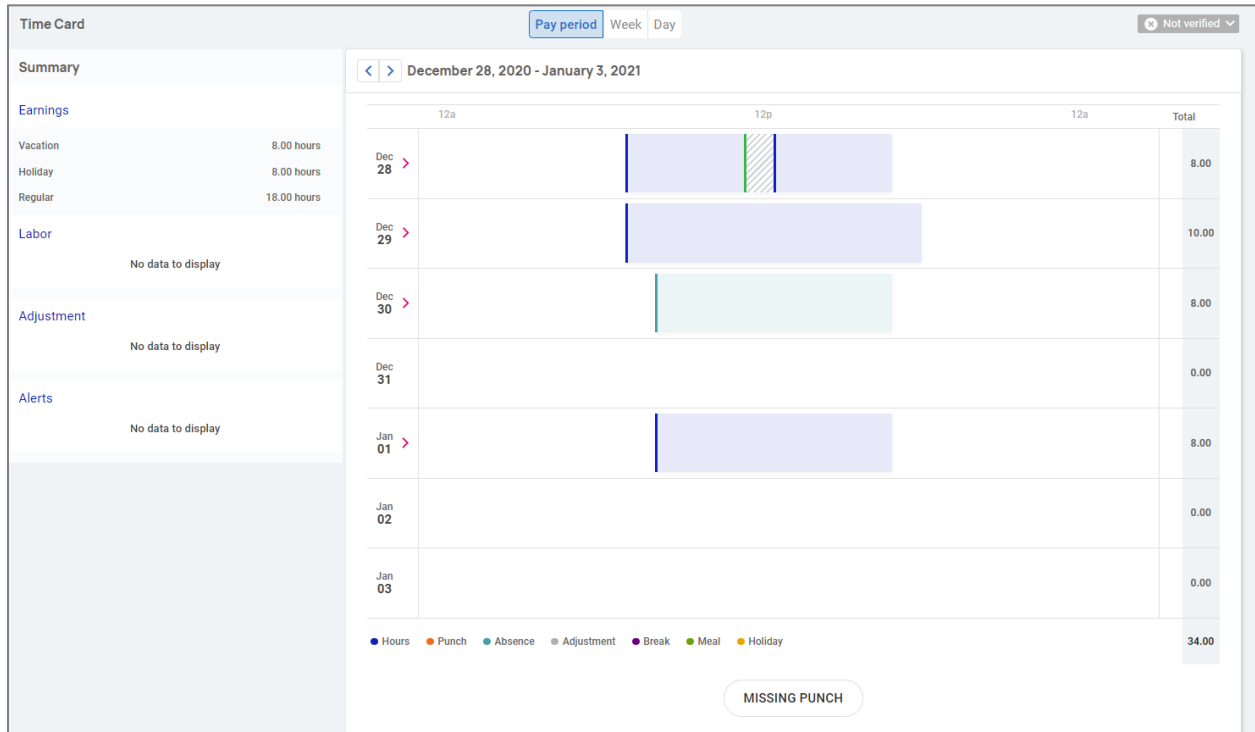 Time Card
Pay period Week Day
Not verified
Summary
Earnings
Vacation 8.00 hours
Holiday 8.00 hours
Regular 18.00 hours
Labor
No data to display
Adjustment
No data to display
Alerts
No data to display
December 28, 2020 - January 3, 2021
12a 12p 12a Total
Dec
28 8.00
Dec
29 10.00
Dec
30 8.00
Dec
31 0.00
Jan
01 8.00
Jan
02 0.00
Jan
03 0.00
Hours Punch Absence Adjustment Break Meal Holiday 34.00
MISSING PUNCH